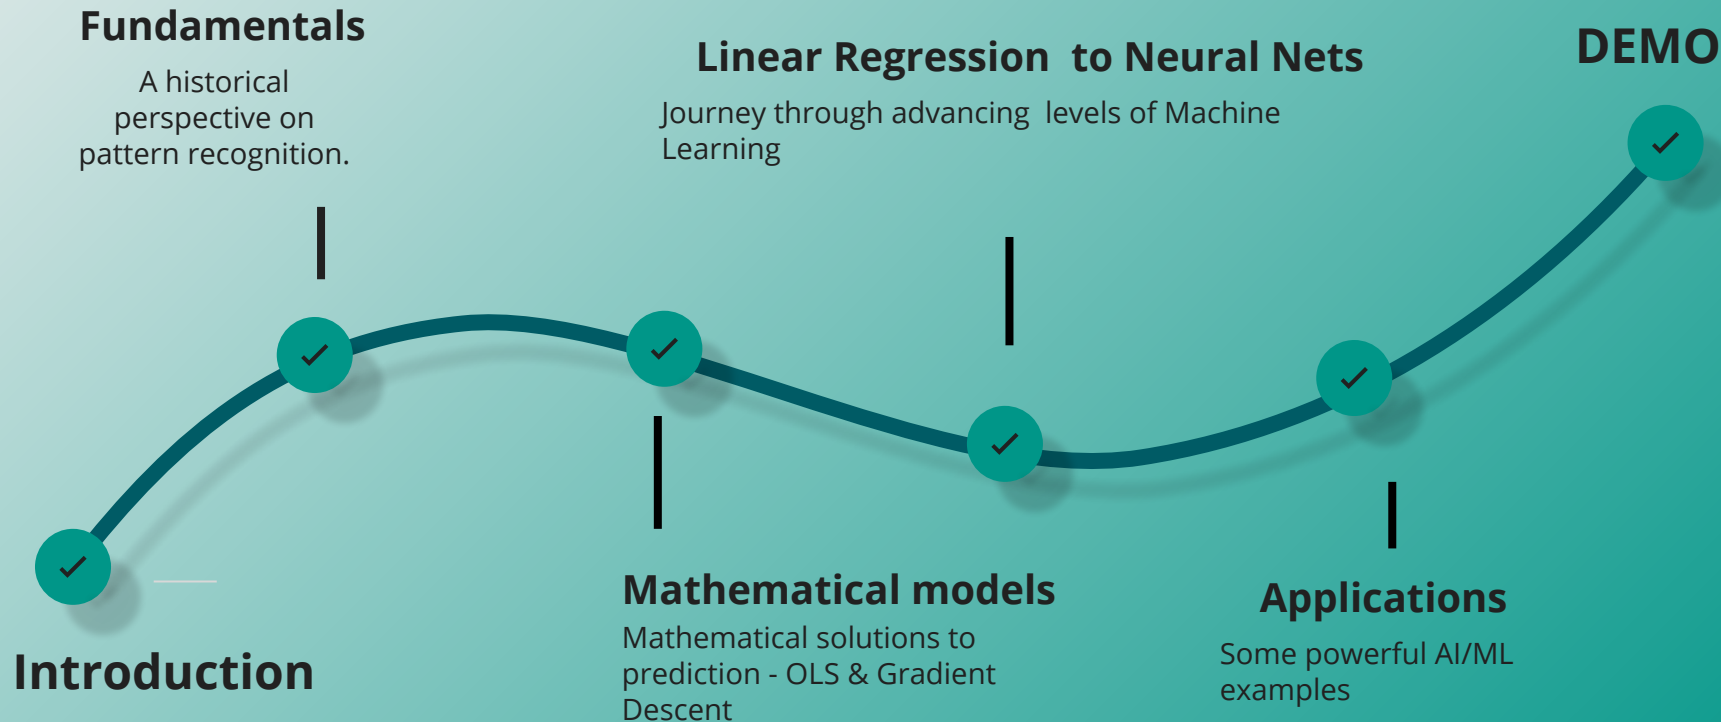 Fundamentals
A historical
perspective on
pattern recognition.
Linear Regression  to Neural Nets
Journey through advancing  levels of Machine
Learning
DEMO
Introduction
Mathematical models
Mathematical solutions to
prediction - OLS & Gradient
Descent
Applications
Some powerful AI/ML
examples